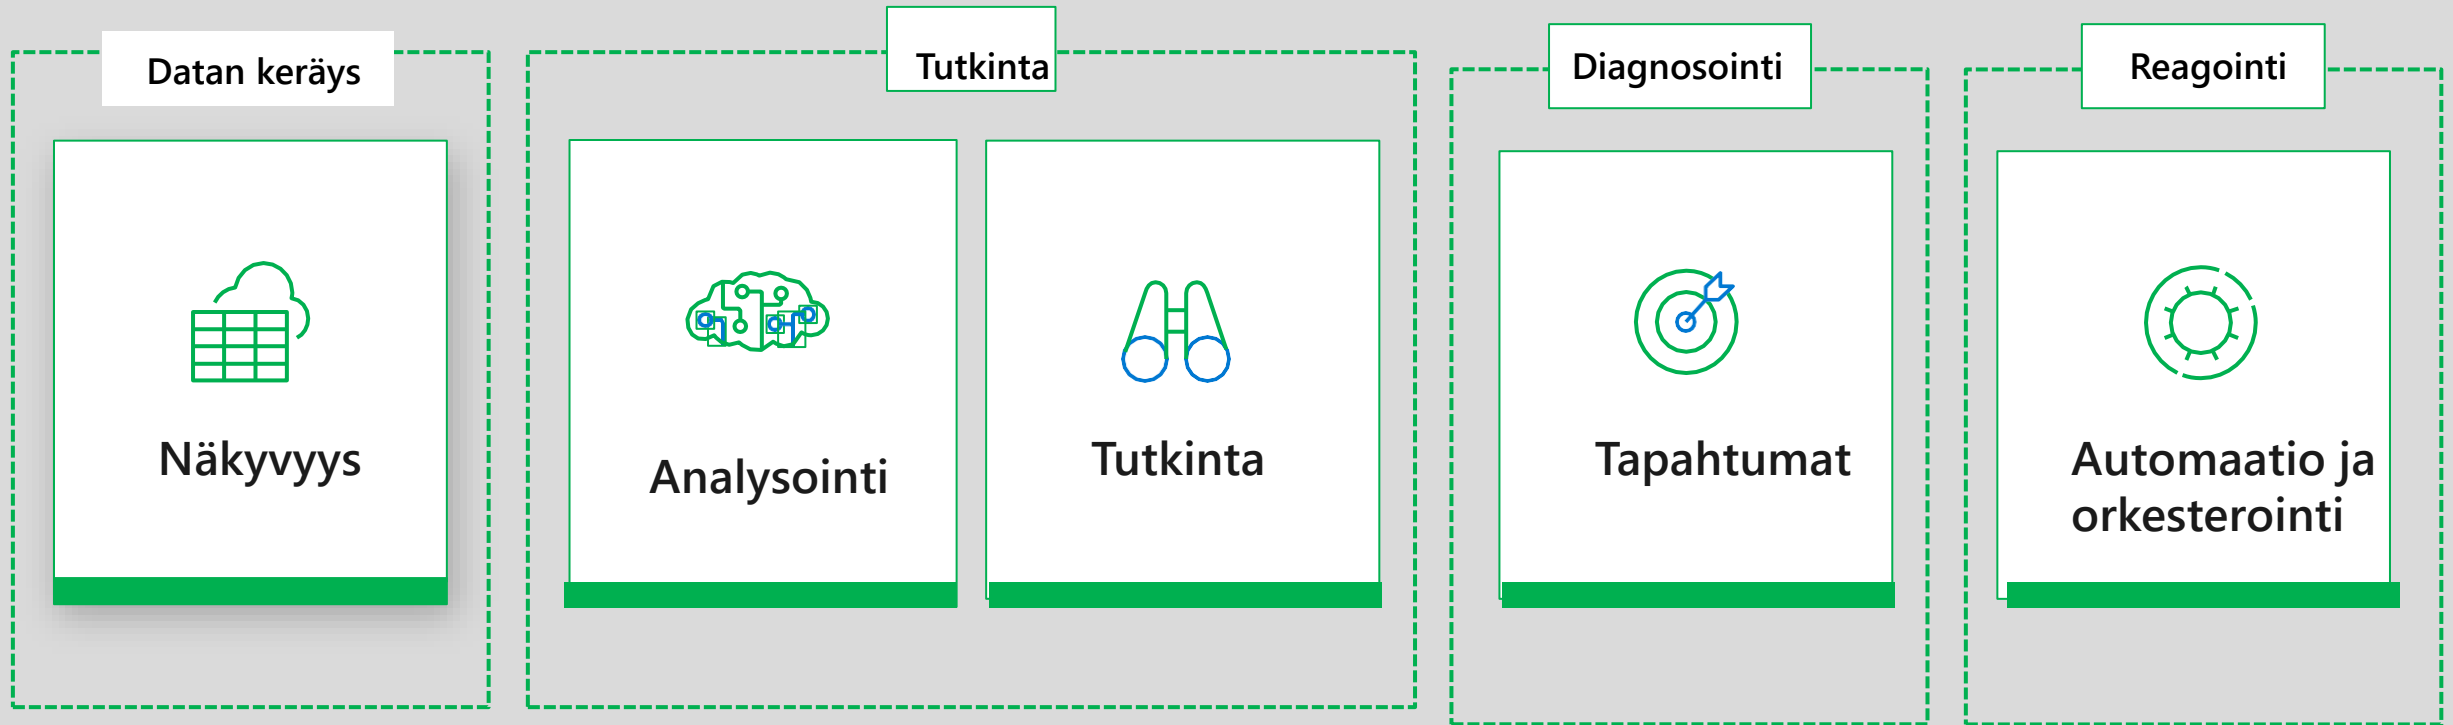 Datan keräys
Tutkinta
Diagnosointi
Reagointi
Näkyvyys
Analysointi
Tutkinta
Tapahtumat
Automaatio ja
orkesterointi